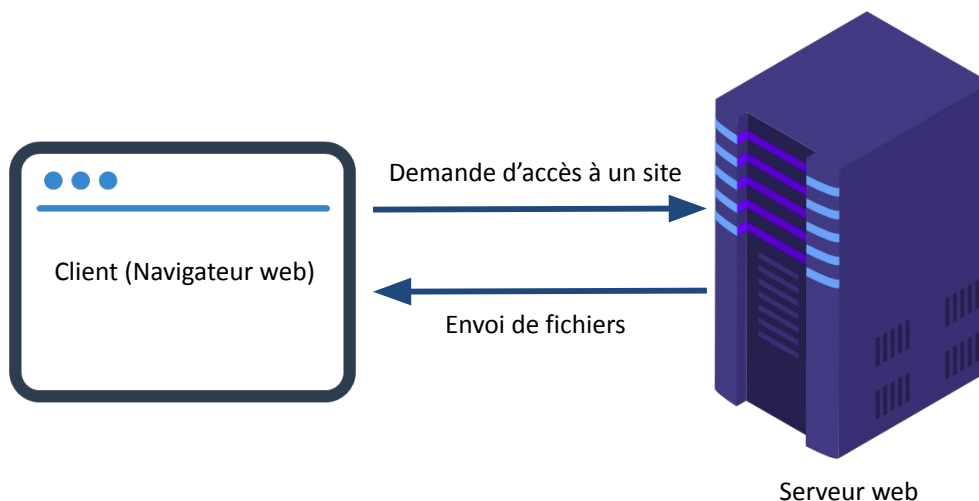 Demande d’accès à un site
Client (Navigateur web)
Envoi de fichiers
Serveur web